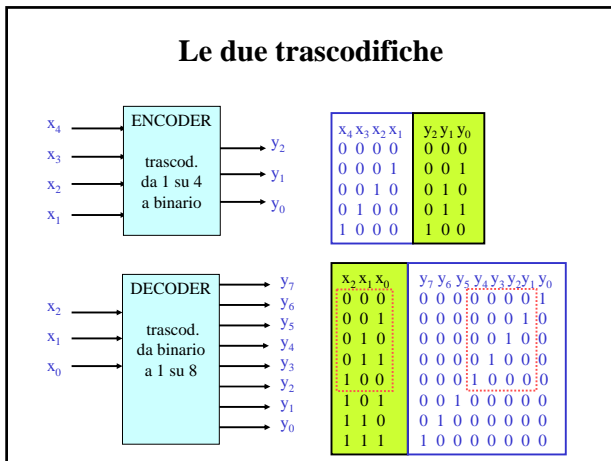 Le due trascodifiche
x4
x3
x2
x1
ENCODER
trascod.
da 1 su 4
a binario
y2
y1
y0
x4 x3 x2 x1 y2 y1 y0
0 0 0 0 0 0 0
0 0 0 1 0 0 1
0 0 1 0 0 1 0
0 1 0 0 0 1 1
1 0 0 0 1 0 0
x2
x1
x0
DECODER
trascod.
da binario
a 1 su 8
y7
y6
y5
y4
y3
y2
y1
y0
x2 x1 x0 y7 y6 y5 y4 y3 y2 y1 y0
0 0 0 0 0 0 0 0 0 0 1
0 0 1 0 0 0 0 0 0 1 0
0 1 0 0 0 0 0 0 1 0 0
0 1 1 0 0 0 0 1 0 0 0
1 0 0 0 0 0 1 0 0 0 0
1 0 1 0 0 1 0 0 0 0 0
1 1 0 0 1 0 0 0 0 0 0
1 1 1 1 0 0 0 0 0 0 0